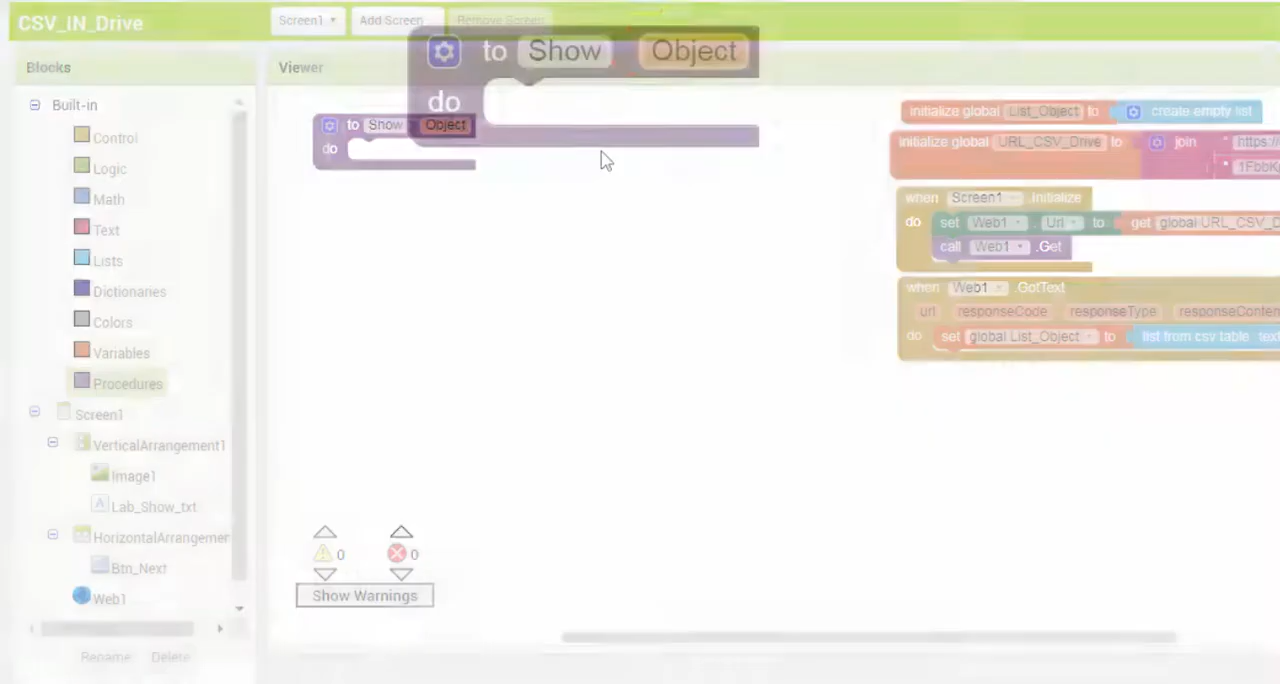 CSV_IN_Drive
Screen1
Add Screen
Remove Screen
Blocks
Viewer
Built-in
Control
Logic
Math
Text
Lists
Dictionaries
Colors
Variables
Procedures
Screen1
VerticalArrangement1
Image1
Lab_Show_txt
HorizontalArrangemer
Btn_Next
Web1
Rename Delete
to Show Object
do
to Show Object
do
0 0
Show Warnings
initialize global List_Object to create empty list
initialize global URL_CSV_Drive to join https:/
when Screen1 .Initialize
do set Web1 . Url to get global URL_CSV_D
call Web1 .Get
when Web1 .GotText
url responseCode responseType responseConten
do set global List_Object to list from csv table text